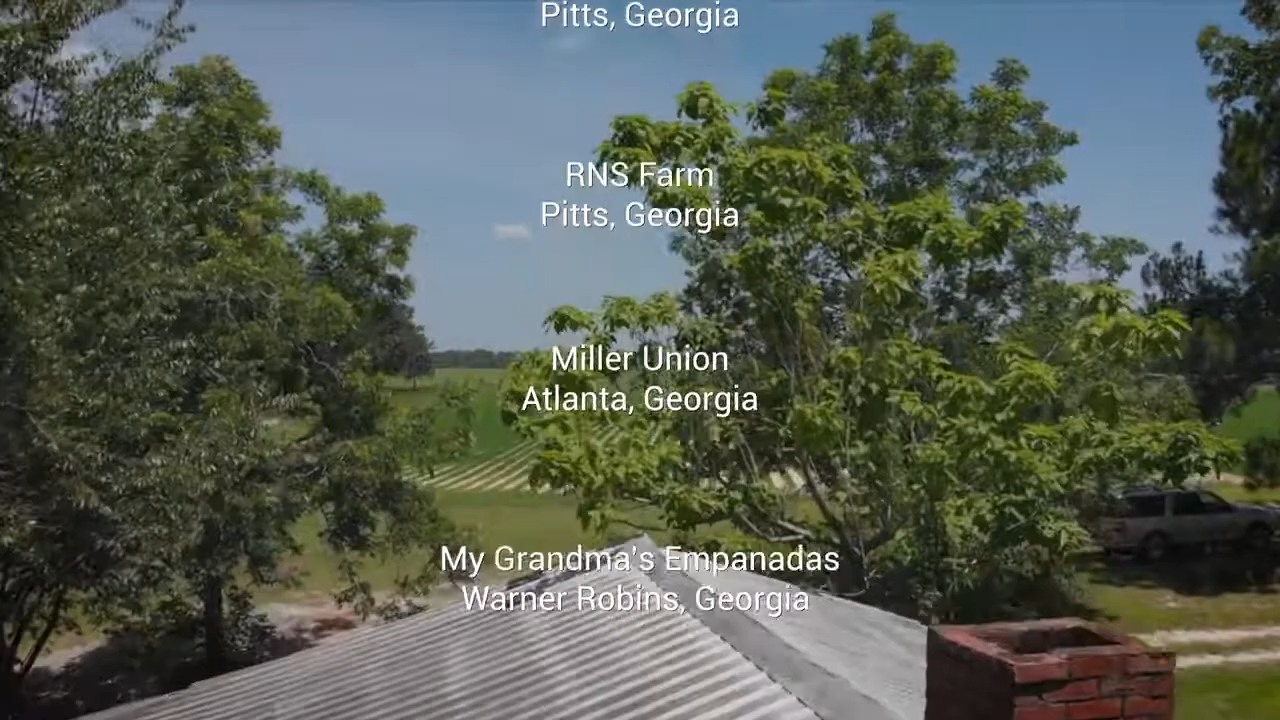 Pitts, Georgia
RNS Farm
Pitts, Georgia
Miller Union
Atlanta, Georgia
My Grandma's Empanadas
Warner Robins, Georgia